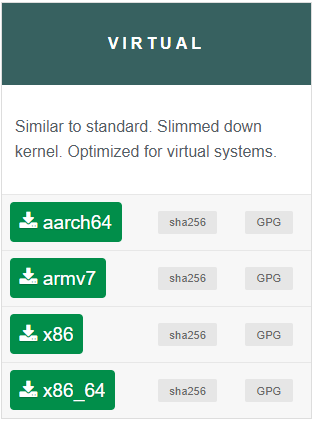 VIRTUAL
Similar to standard. Slimmed down
kernel. Optimized for virtual systems.
aarch64 sha256 GPG
armv7 sha256 GPG
x86 sha256 GPG
x86_64 sha256 GPG